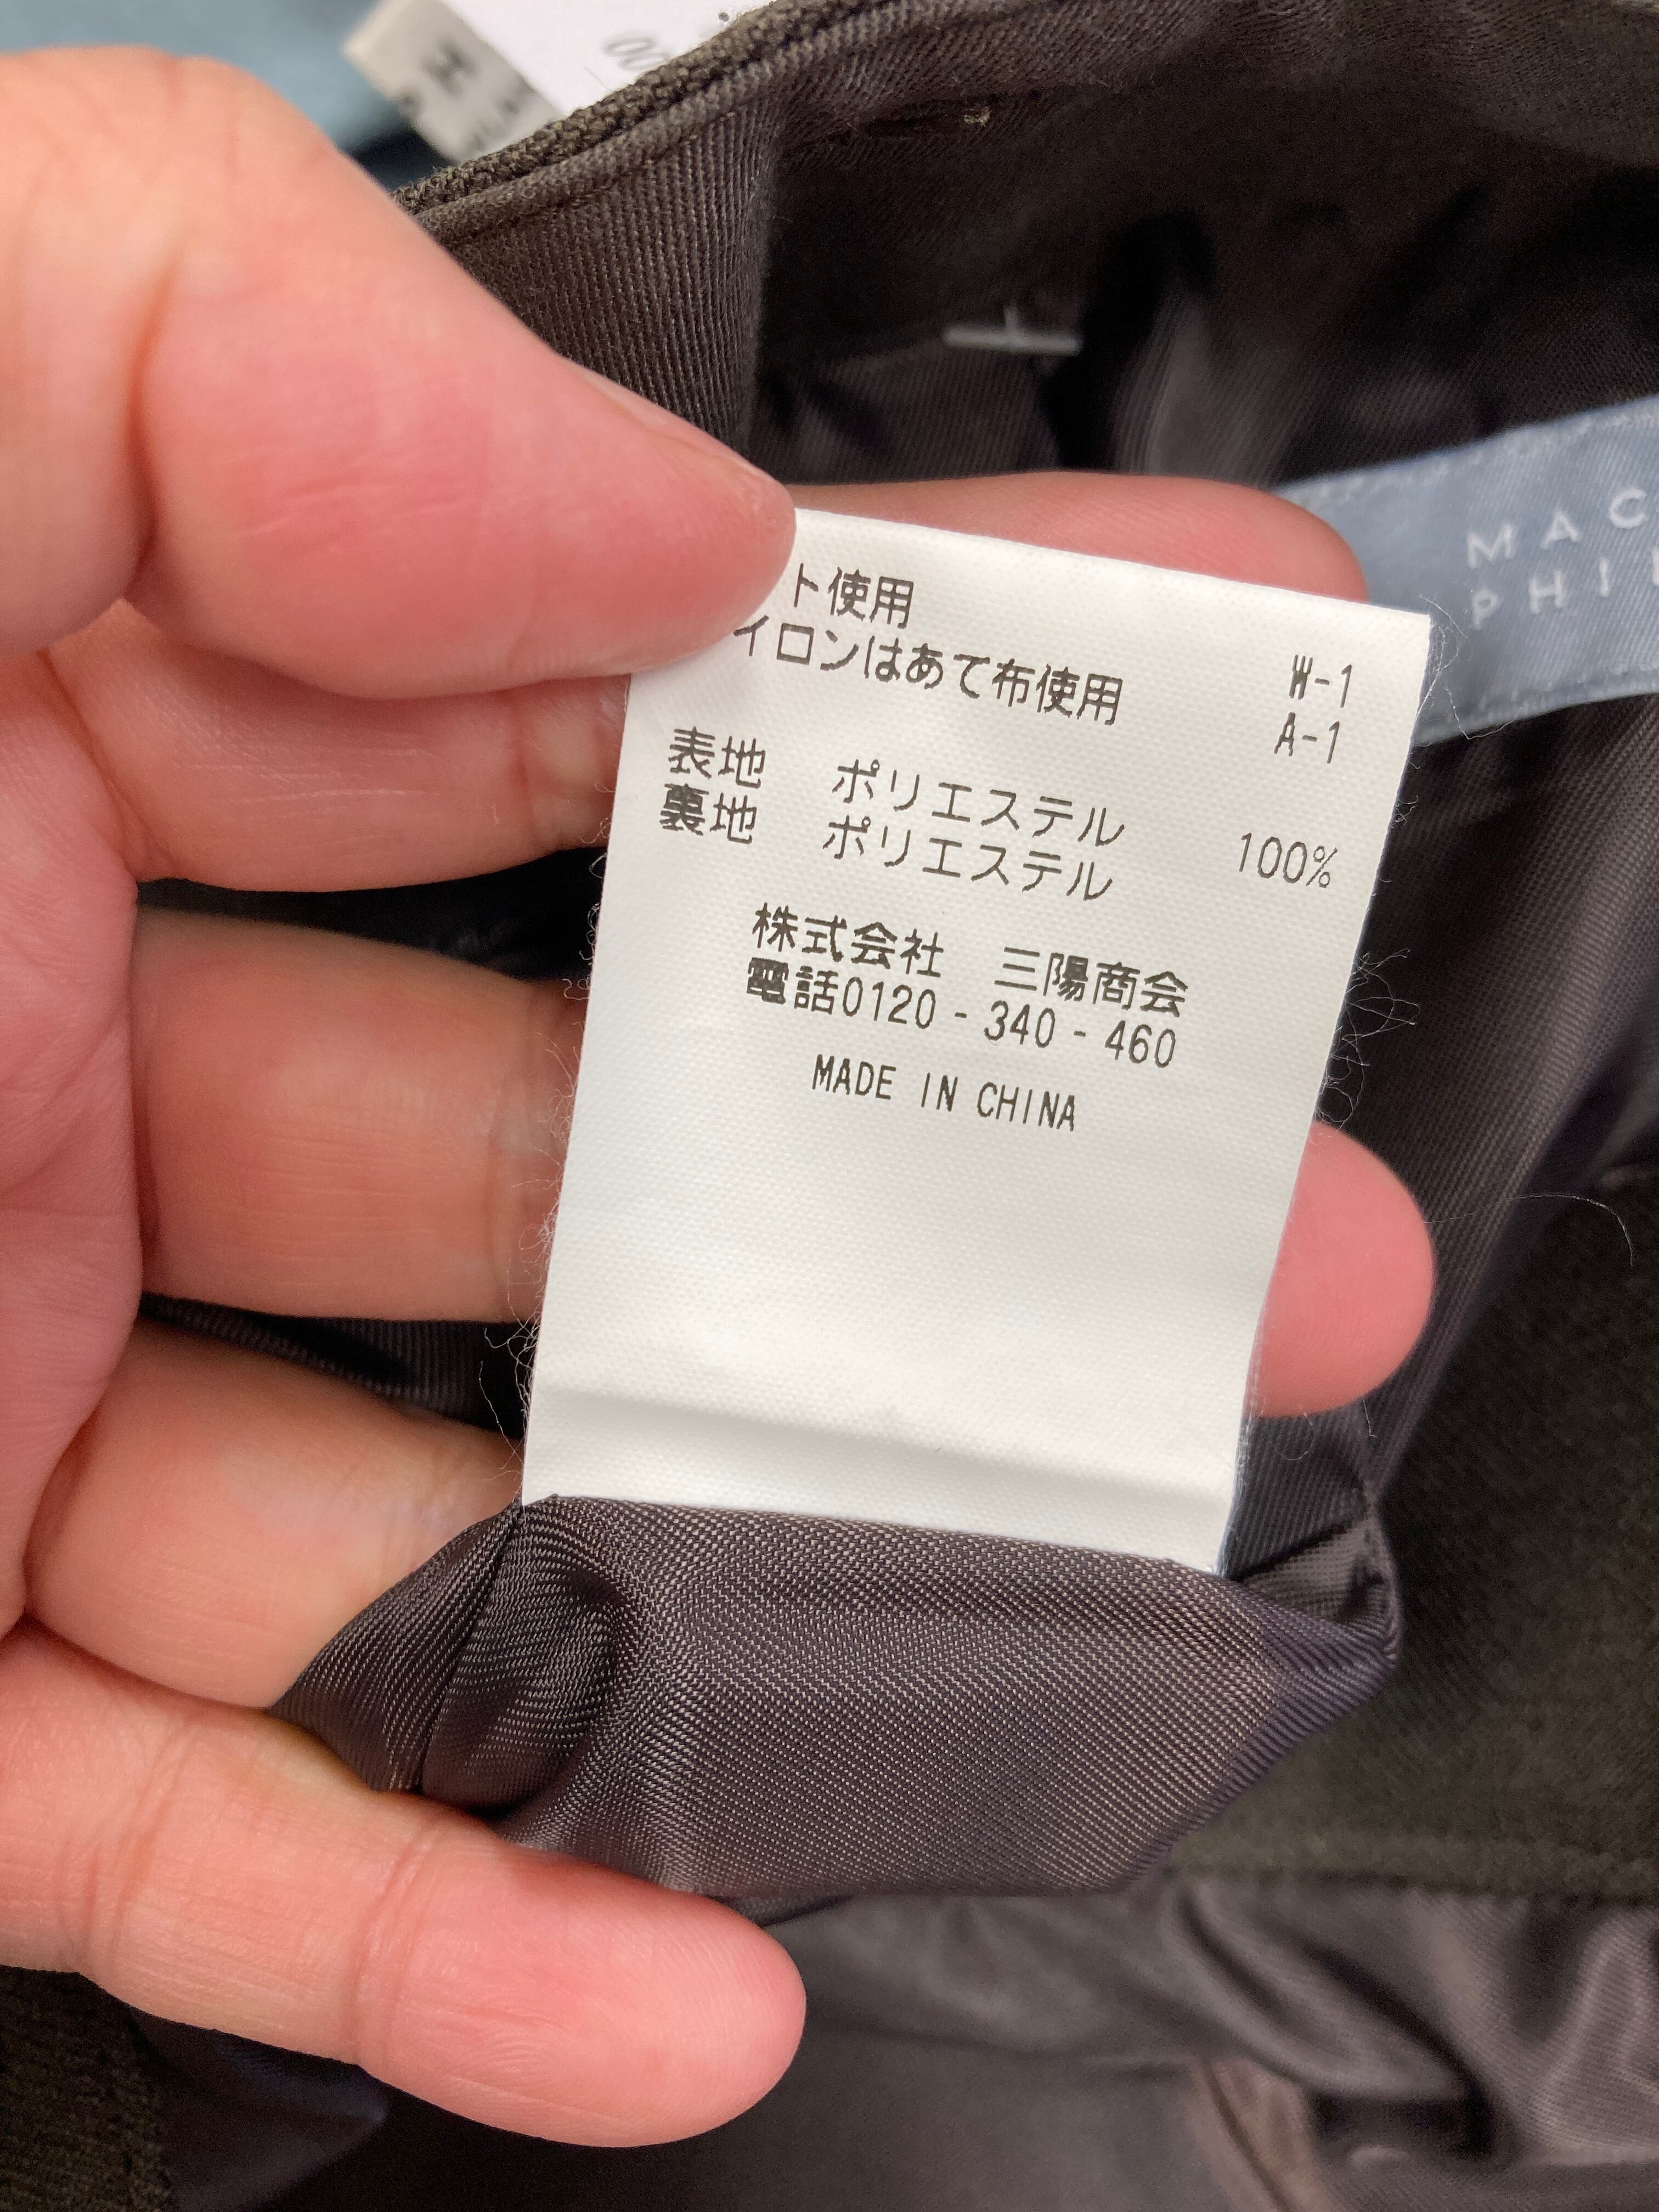 ト使用
イロンはあて布使用 W-1
A-1
表地 ポリエステル 100%
裏地 ポリエステル
株式会社 三陽商会
電話0120-340-460
MADE IN CHINA
MAC
PHI